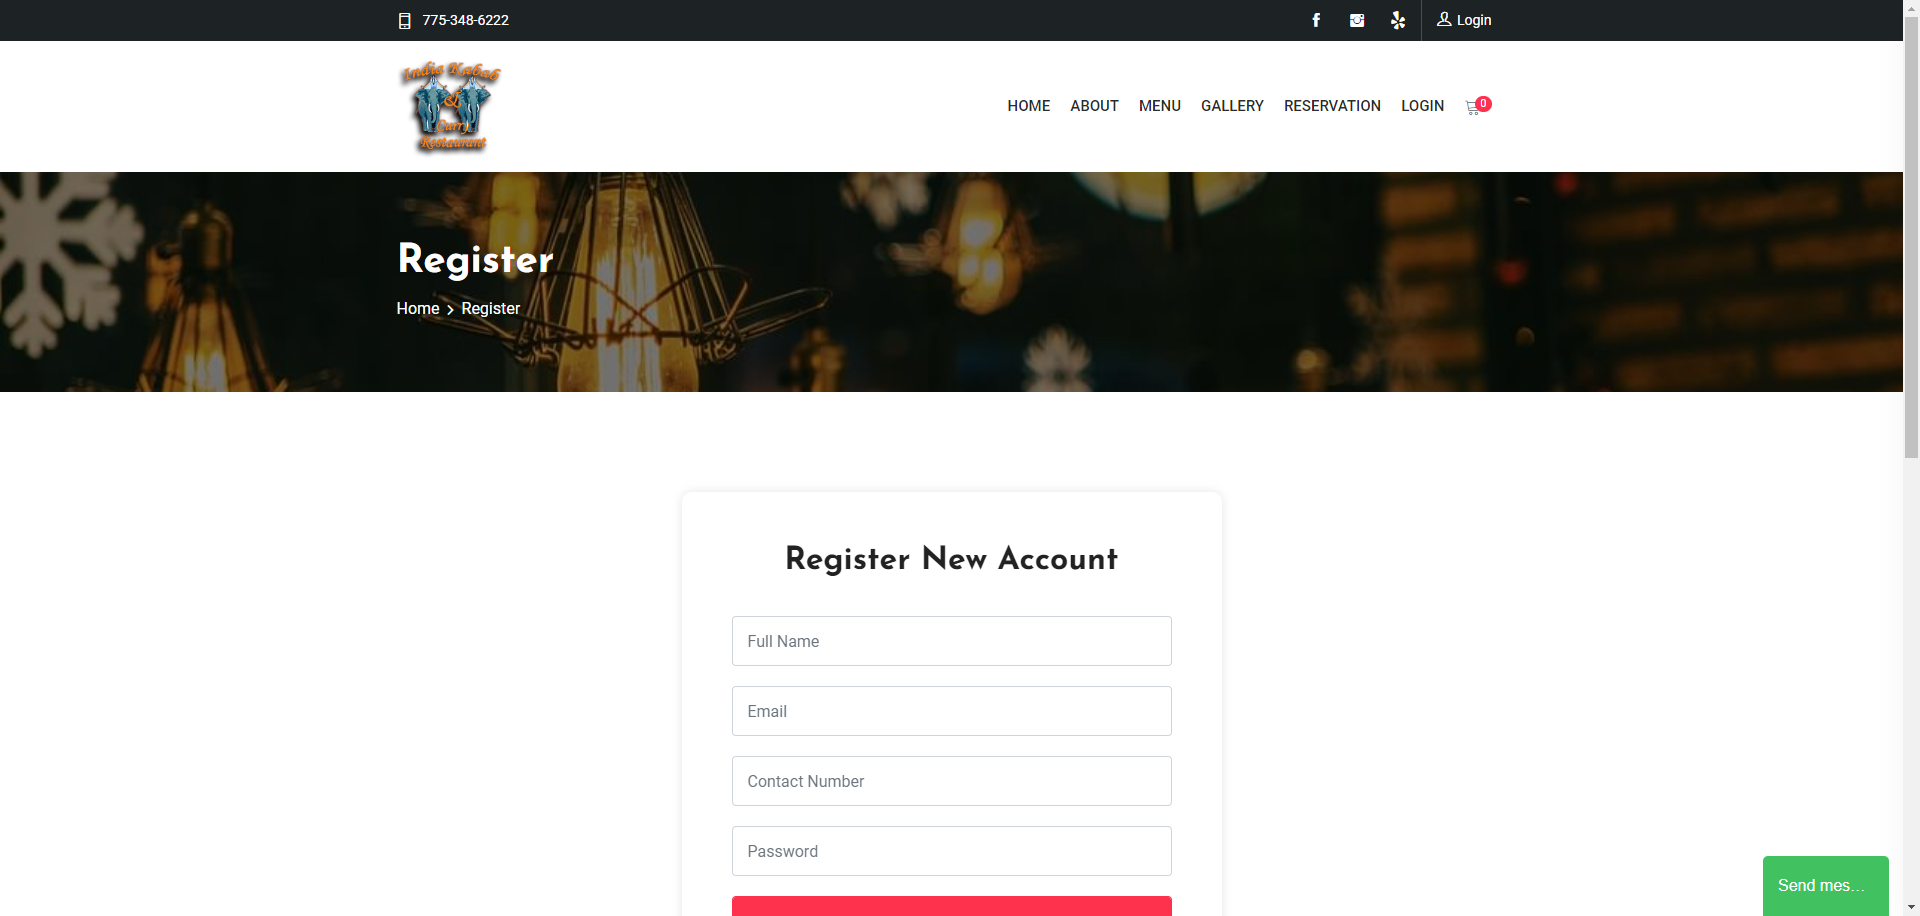 775-348-6222
Login
India Kabab
&
Curry
Restaurant
HOME ABOUT MENU GALLERY RESERVATION LOGIN 0
Register
Home > Register
Register New Account
Full Name
Email
Contact Number
Password
Send mes...